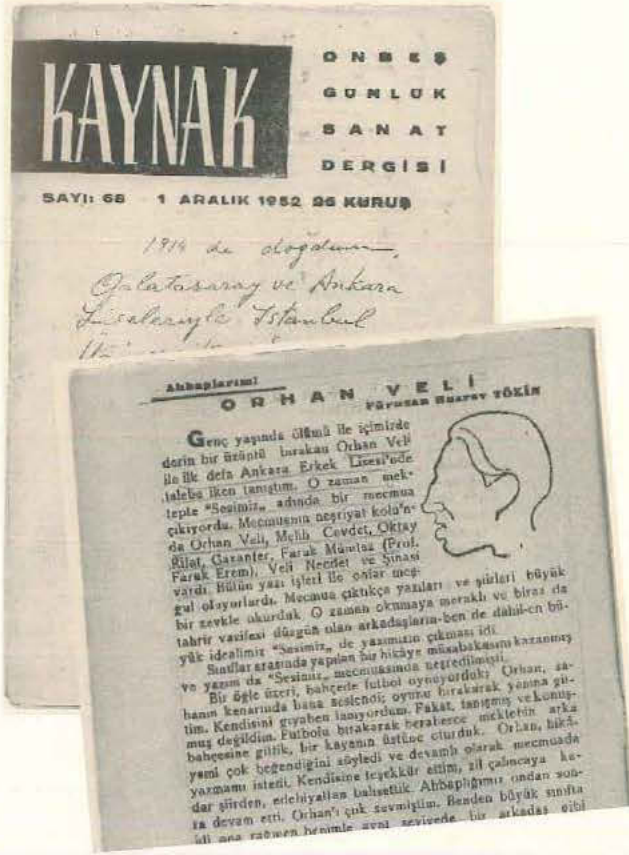 KAYNAK
ONBEŞ
GÜNLÜK
SANAT
DERGİSİ
SAYI: 68 1 ARALIK 1952 26 KURUŞ
1914 de doğdum,
Galatasaray ve Ankara
Liseleriyle İstanbul
Ahbaplarım!
ORHAN VELİ
Füruzan Husrev TÖKİN
Genç yaşında ölümü ile içimizde
derin bir üzüntü bırakan Orhan Veli
ile ilk defa Ankara Erkek Lisesi'nde
talebe iken tanıştım. O zaman mek-
tepte "Sesimiz„ adında bir mecmua
çıkıyordu. Mecmuanın neşriyat kolu'n-
da Orhan Veli, Melih Cevdet, Oktay
Rifat, Gazanfer, Faruk Mümtaz (Prof.
Faruk Erem), Veli Necdet ve Şinasi
vardı. Bütün yazı işleri ile onlar meş-
gul oluyorlardı. Mecmua çıktıkça yazıları ve şiirleri büyük
bir zevkle okurduk. O zaman okumaya meraklı ve biraz da
tahrir vazifesi düzgün olan arkadaşların-ben de dahil-en bü-
yük idealimiz "Sesimiz„ de yazımızın çıkması idi.
Sınıflar arasında yapılan bir hikâye müsabakasını kazanmış
ve yazım da "Sesimiz„ mecmuasında neşredilmişti.
Bir öğle üzeri, bahçede futbol oynuyorduk; Orhan, sa-
hanın kenarında bana seslendi; oyunu bırakarak yanına git-
tim. Kendisini gıyaben tanıyordum. Fakat, tanışmış ve konuş-
muş değildim. Futbolu bırakarak beraberce mektebin arka
bahçesine gittik, bir kayanın üstüne oturduk. Orhan, hikâ-
yemi çok beğendiğini söyledi ve devamlı olarak mecmuada
yazmamı istedi. Kendisine teşekkür ettim, zil çalıncaya ka-
dar şiirden, edebiyattan bahsettik. Ahbaplığımız ondan son-
ra devam etti. Orhan'ı çok sevmiştim. Benden büyük sınıfta
idi ona rağmen benimle aynı seviyede bir arkadaş gibi